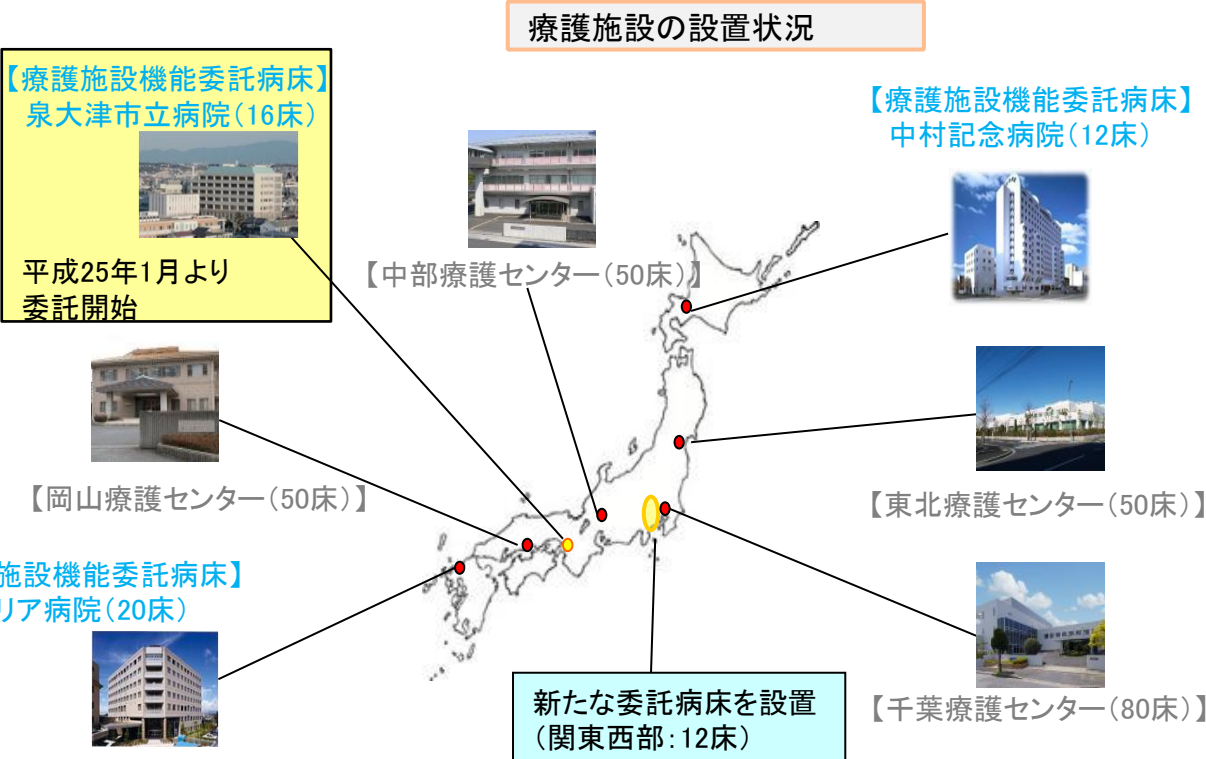 療護施設の設置状況
【療護施設機能委託病床】
泉大津市立病院(16床)
平成25年1月より
委託開始
【療護施設機能委託病床】
中村記念病院(12床)
【中部療護センター(50床)】
【岡山療護センター(50床)】
【東北療護センター(50床)】
施設機能委託病床】
リア病院(20床)
新たな委託病床を設置
(関東西部:12床)
【千葉療護センター(80床)】